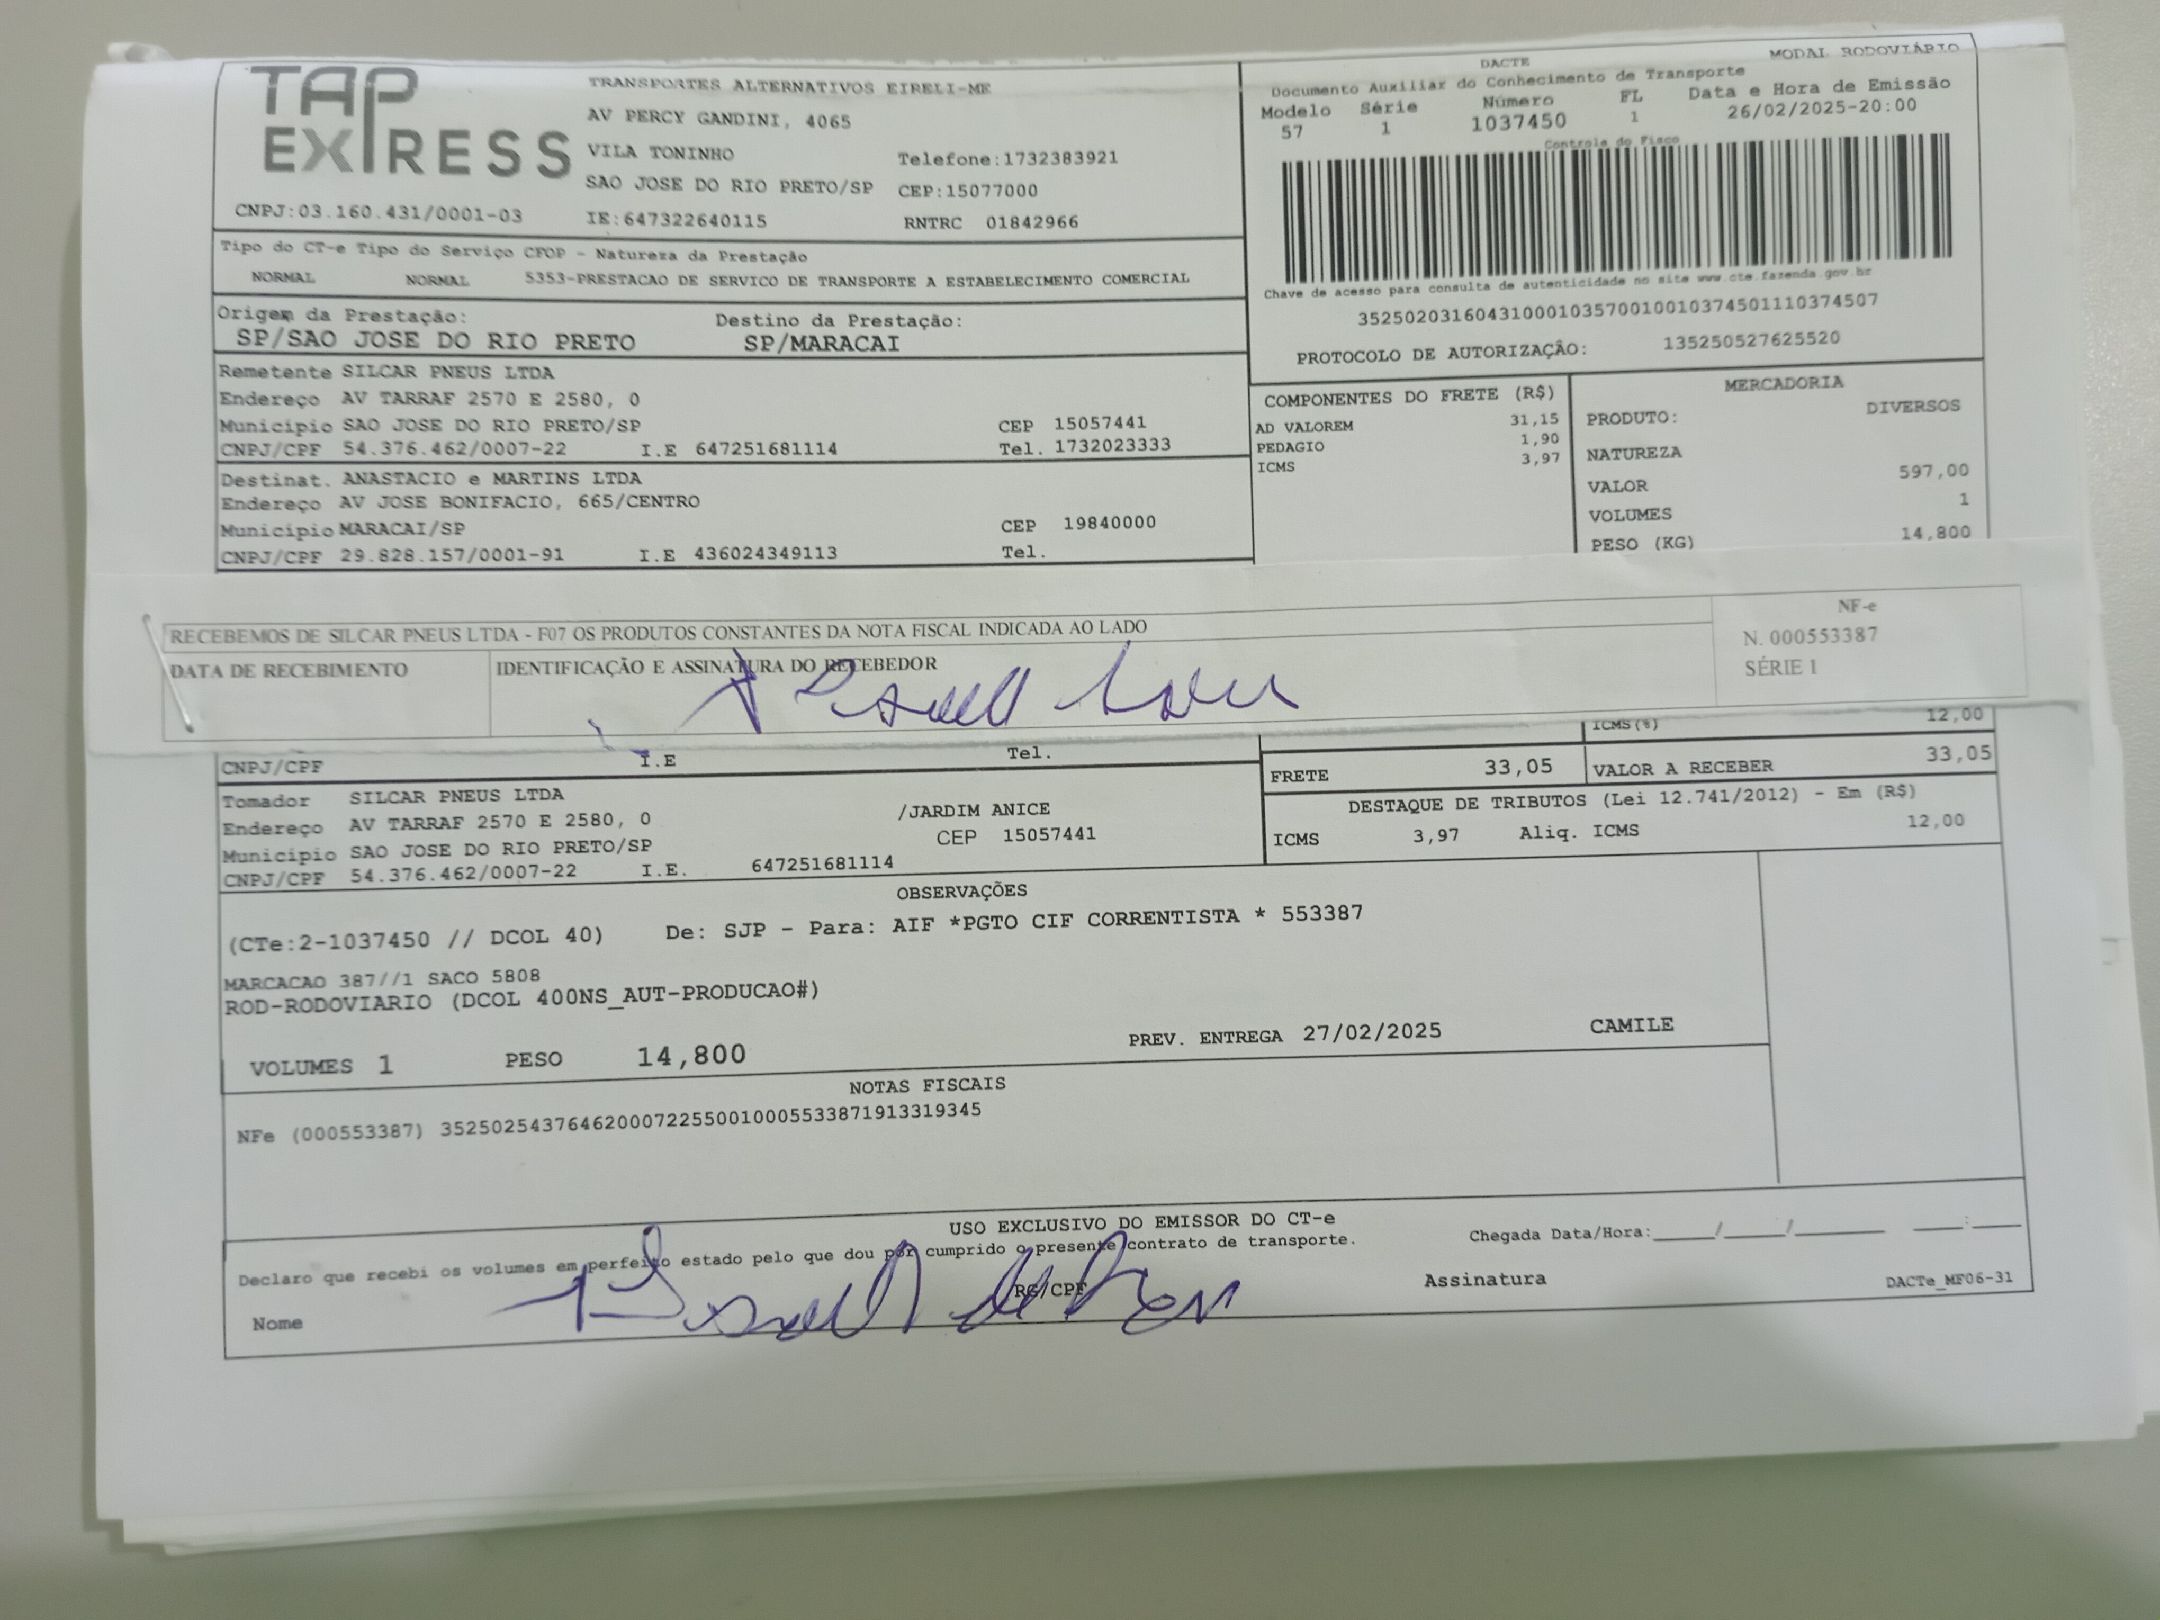 TAP EXPRESS
TRANSPORTES ALTERNATIVOS EIRELI-ME
AV PERCY GANDINI, 4065
VILA TONINHO Telefone:1732383921
SAO JOSE DO RIO PRETO/SP CEP:15077000
CNPJ:03.160.431/0001-03 IE:647322640115 RNTRC 01842966
DACTE MODAL RODOVIÁRIO
Documento Auxiliar do Conhecimento de Transporte
Modelo Série Número FL Data e Hora de Emissão
57 1 1037450 1 26/02/2025-20:00
Controle do Fisco
Chave de acesso para consulta de autenticidade no site www.cte.fazenda.gov.br
35250203160431000103570010010374501110374507
PROTOCOLO DE AUTORIZAÇÃO: 135250527625520
Tipo do CT-e Tipo do Serviço CFOP - Natureza da Prestação
NORMAL NORMAL 5353-PRESTACAO DE SERVICO DE TRANSPORTE A ESTABELECIMENTO COMERCIAL
Origem da Prestação: Destino da Prestação:
SP/SAO JOSE DO RIO PRETO SP/MARACAI
Remetente SILCAR PNEUS LTDA
Endereço AV TARRAF 2570 E 2580, 0
Município SAO JOSE DO RIO PRETO/SP CEP 15057441
CNPJ/CPF 54.376.462/0007-22 I.E 647251681114 Tel. 1732023333
Destinat. ANASTACIO e MARTINS LTDA
Endereço AV JOSE BONIFACIO, 665/CENTRO
Município MARACAI/SP CEP 19840000
CNPJ/CPF 29.828.157/0001-91 I.E 436024349113 Tel.
COMPONENTES DO FRETE (R$)
AD VALOREM 31,15
PEDAGIO 1,90
ICMS 3,97
MERCADORIA
PRODUTO: DIVERSOS
NATUREZA
VALOR 597,00
VOLUMES 1
PESO (KG) 14,800
RECEBEMOS DE SILCAR PNEUS LTDA - F07 OS PRODUTOS CONSTANTES DA NOTA FISCAL INDICADA AO LADO
DATA DE RECEBIMENTO IDENTIFICAÇÃO E ASSINATURA DO RECEBEDOR
NF-e
N. 000553387
SÉRIE 1
ICMS(%) 12,00
CNPJ/CPF I.E Tel.
FRETE 33,05 VALOR A RECEBER 33,05
Tomador SILCAR PNEUS LTDA
Endereço AV TARRAF 2570 E 2580, 0 /JARDIM ANICE
Município SAO JOSE DO RIO PRETO/SP CEP 15057441
CNPJ/CPF 54.376.462/0007-22 I.E. 647251681114
DESTAQUE DE TRIBUTOS (Lei 12.741/2012) - Em (R$)
ICMS 3,97 Aliq. ICMS 12,00
OBSERVAÇÕES
(CTe:2-1037450 // DCOL 40) De: SJP - Para: AIF *PGTO CIF CORRENTISTA * 553387
MARCACAO 387//1 SACO 5808
ROD-RODOVIARIO (DCOL 400NS_AUT-PRODUCAO#)
VOLUMES 1 PESO 14,800 PREV. ENTREGA 27/02/2025 CAMILE
NOTAS FISCAIS
NFe (000553387) 35250254376462000722550010005533871913319345
USO EXCLUSIVO DO EMISSOR DO CT-e
Declaro que recebi os volumes em perfeito estado pelo que dou por cumprido o presente contrato de transporte.
Chegada Data/Hora:_____/_____/_______ ____:____
Nome RG/CPF Assinatura DACTe_MF06-31